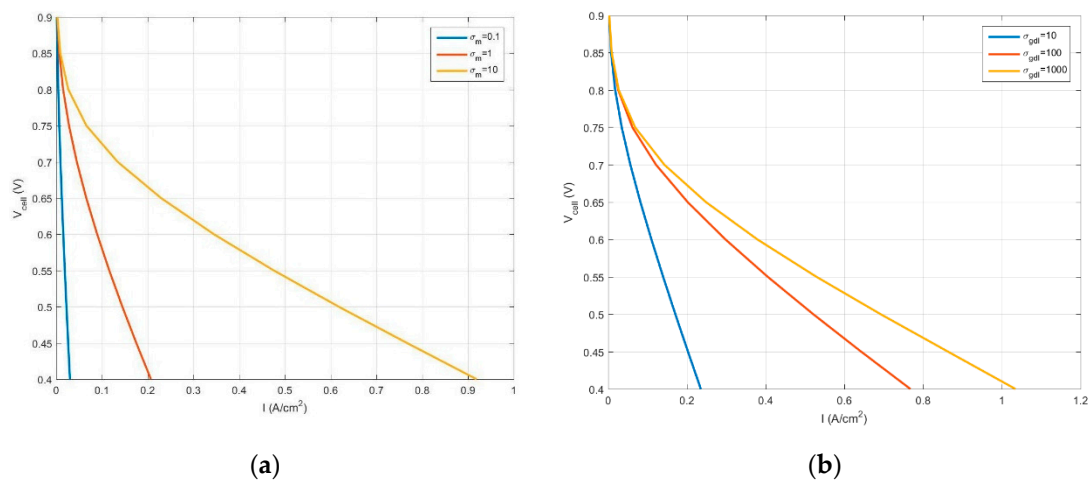 0.9
0.85
0.8
0.75
0.7
0.65
0.6
0.55
0.5
0.45
0.4
V_cell (V)
0 0.1 0.2 0.3 0.4 0.5 0.6 0.7 0.8 0.9 1
I (A/cm²)
σ_m=0.1
σ_m=1
σ_m=10
(a)
0.9
0.85
0.8
0.75
0.7
0.65
0.6
0.55
0.5
0.45
0.4
V_cell (V)
0 0.2 0.4 0.6 0.8 1 1.2
I (A/cm²)
σ_gdl=10
σ_gdl=100
σ_gdl=1000
(b)